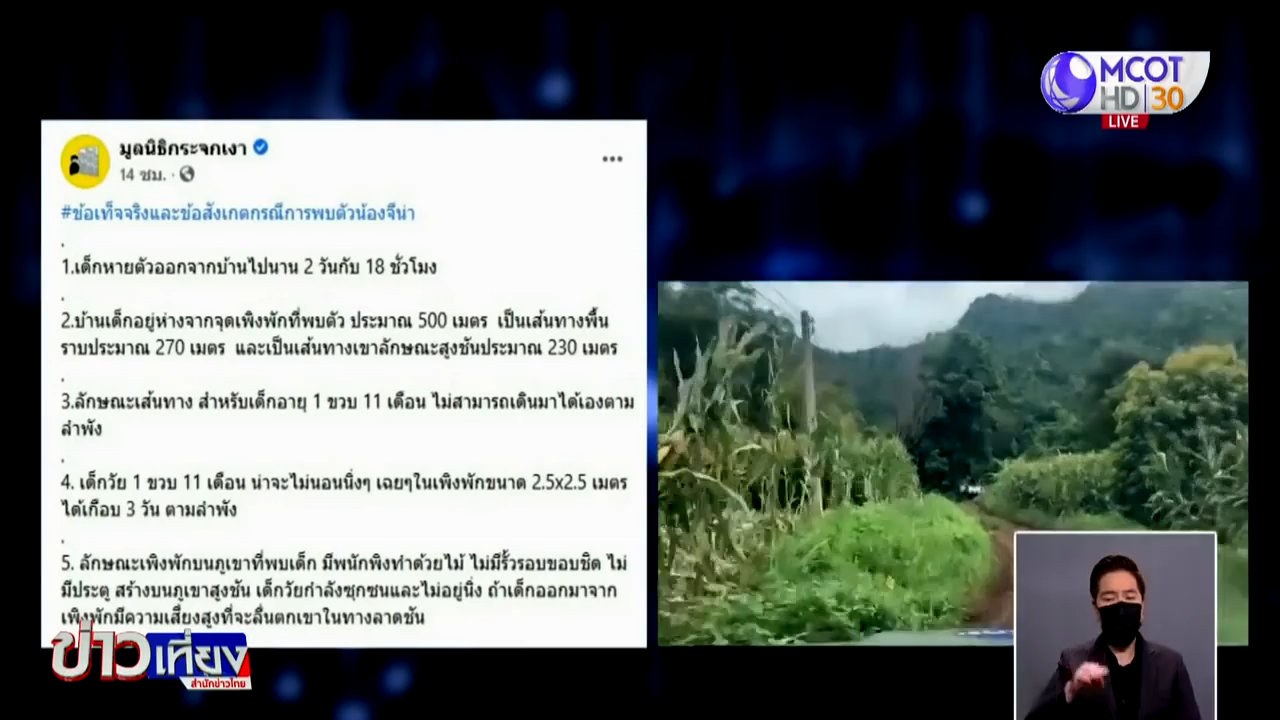 MCOT
HD 30
LIVE
มูลนิธิกระจกเงา
14 ชม. ·
#ข้อเท็จจริงและข้อสังเกตกรณีการพบตัวน้องจีน่า
.
1.เด็กหายตัวออกจากบ้านไปนาน 2 วันกับ 18 ชั่วโมง
.
2.บ้านเด็กอยู่ห่างจากจุดเพิงพักที่พบตัว ประมาณ 500 เมตร เป็นเส้นทางพื้น
ราบประมาณ 270 เมตร และเป็นเส้นทางเขาลักษณะสูงชันประมาณ 230 เมตร
.
3.ลักษณะเส้นทาง สำหรับเด็กอายุ 1 ขวบ 11 เดือน ไม่สามารถเดินมาได้เองตาม
ลำพัง
.
4. เด็กวัย 1 ขวบ 11 เดือน น่าจะไม่นอนนิ่งๆ เฉยๆในเพิงพักขนาด 2.5x2.5 เมตร
ได้เกือบ 3 วัน ตามลำพัง
.
5. ลักษณะเพิงพักบนภูเขาที่พบเด็ก มีพนักพิงทำด้วยไม้ ไม่มีรั้วรอบขอบชิด ไม่
มีประตู สร้างบนภูเขาสูงชัน เด็กวัยกำลังซุกซนและไม่อยู่นิ่ง ถ้าเด็กออกมาจาก
เพิงพักมีความเสี่ยงสูงที่จะลื่นตกเขาในทางลาดชัน
ข่าวเที่ยง
สำนักข่าวไทย